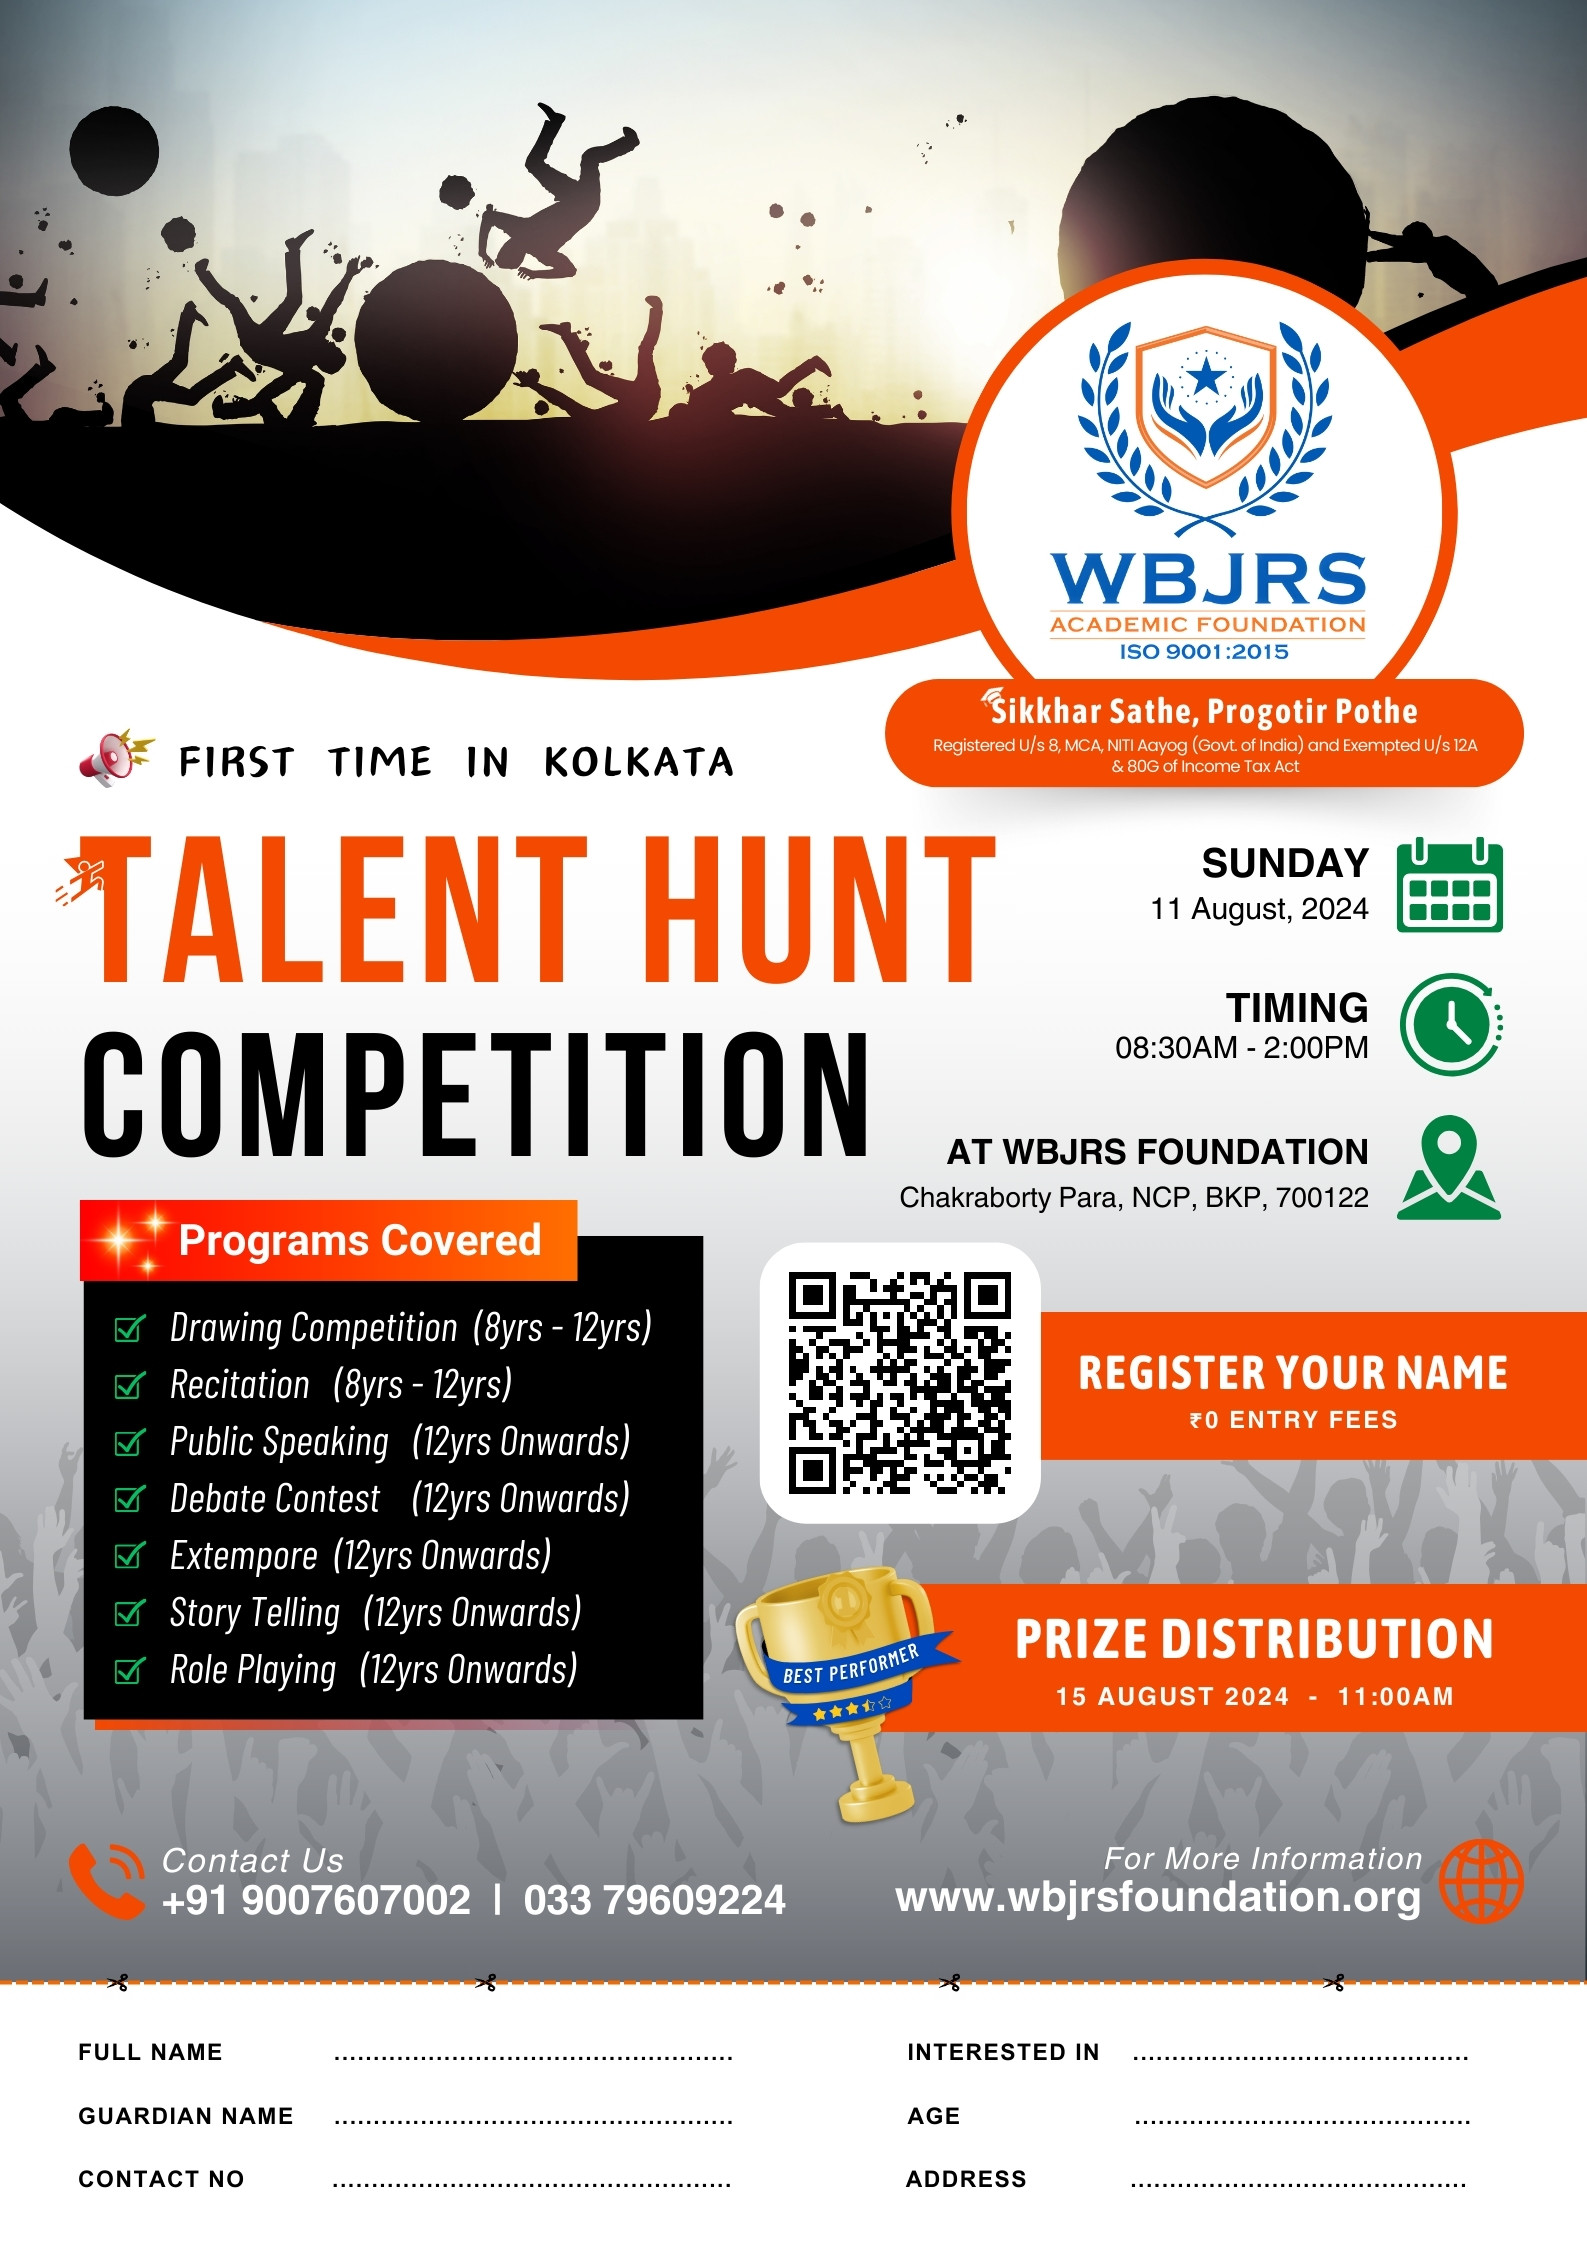 WBJRS
ACADEMIC FOUNDATION
ISO 9001:2015
Sikkhar Sathe, Progotir Pothe
Registered U/s 8, MCA, NITI Aayog (Govt. of India) and Exempted U/s 12A
& 80G of Income Tax Act
FIRST TIME IN KOLKATA
TALENT HUNT
COMPETITION
SUNDAY
11 August, 2024
TIMING
08:30AM - 2:00PM
AT WBJRS FOUNDATION
Chakraborty Para, NCP, BKP, 700122
Programs Covered
Drawing Competition (8yrs - 12yrs)
Recitation (8yrs - 12yrs)
Public Speaking (12yrs Onwards)
Debate Contest (12yrs Onwards)
Extempore (12yrs Onwards)
Story Telling (12yrs Onwards)
Role Playing (12yrs Onwards)
REGISTER YOUR NAME
₹0 ENTRY FEES
BEST PERFORMER
PRIZE DISTRIBUTION
15 AUGUST 2024 - 11:00AM
Contact Us
+91 9007607002 | 033 79609224
For More Information
www.wbjrsfoundation.org
FULL NAME ....................................................
INTERESTED IN ...........................................
GUARDIAN NAME ....................................................
AGE ...........................................
CONTACT NO ....................................................
ADDRESS ...........................................